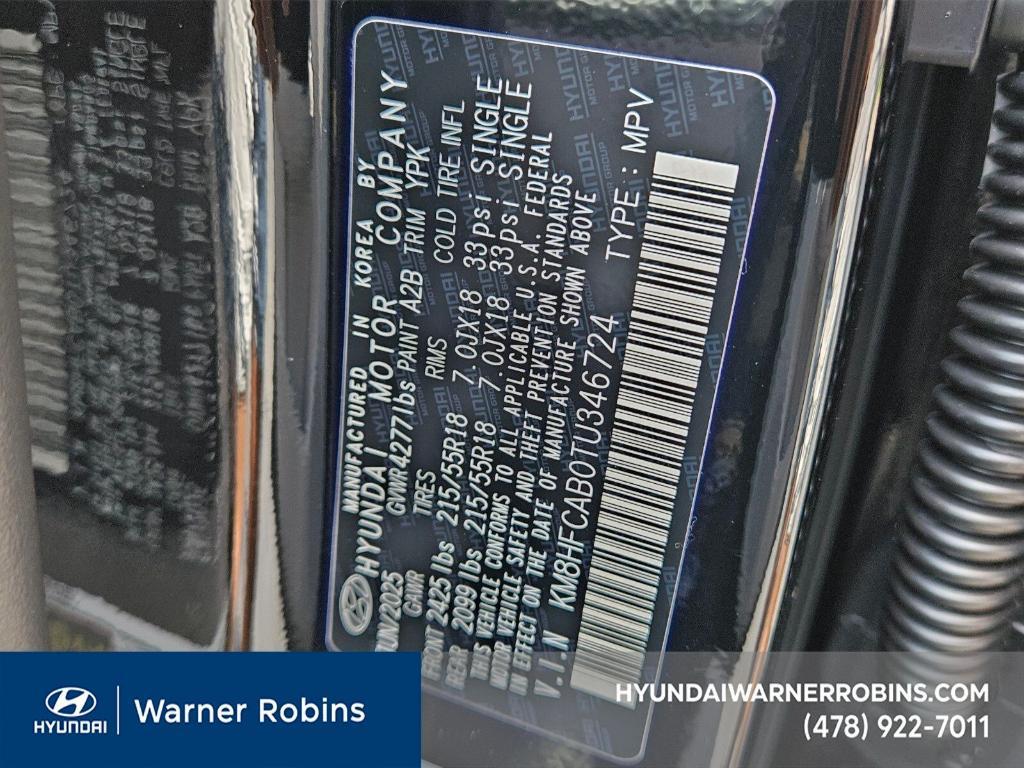 MANUFACTURED IN KOREA BY
HYUNDAI MOTOR COMPANY
JUN/2025 GVWR 4277lbs PAINT A2B TRIM YPK
GAWR TIRES RIMS COLD TIRE INFL
FRONT 2425 lbs 215/55R18 7.0JX18 33psi SINGLE
REAR 2099 lbs 215/55R18 7.0JX18 33psi SINGLE
THIS VEHICLE CONFORMS TO ALL APPLICABLE U.S.A. FEDERAL
MOTOR VEHICLE SAFETY AND THEFT PREVENTION STANDARDS
IN EFFECT ON THE DATE OF MANUFACTURE SHOWN ABOVE
V.I.N KM8HFCAB0TU346724 TYPE : MPV
HYUNDAI
Warner Robins
HYUNDAIWARNERROBINS.COM
(478) 922-7011